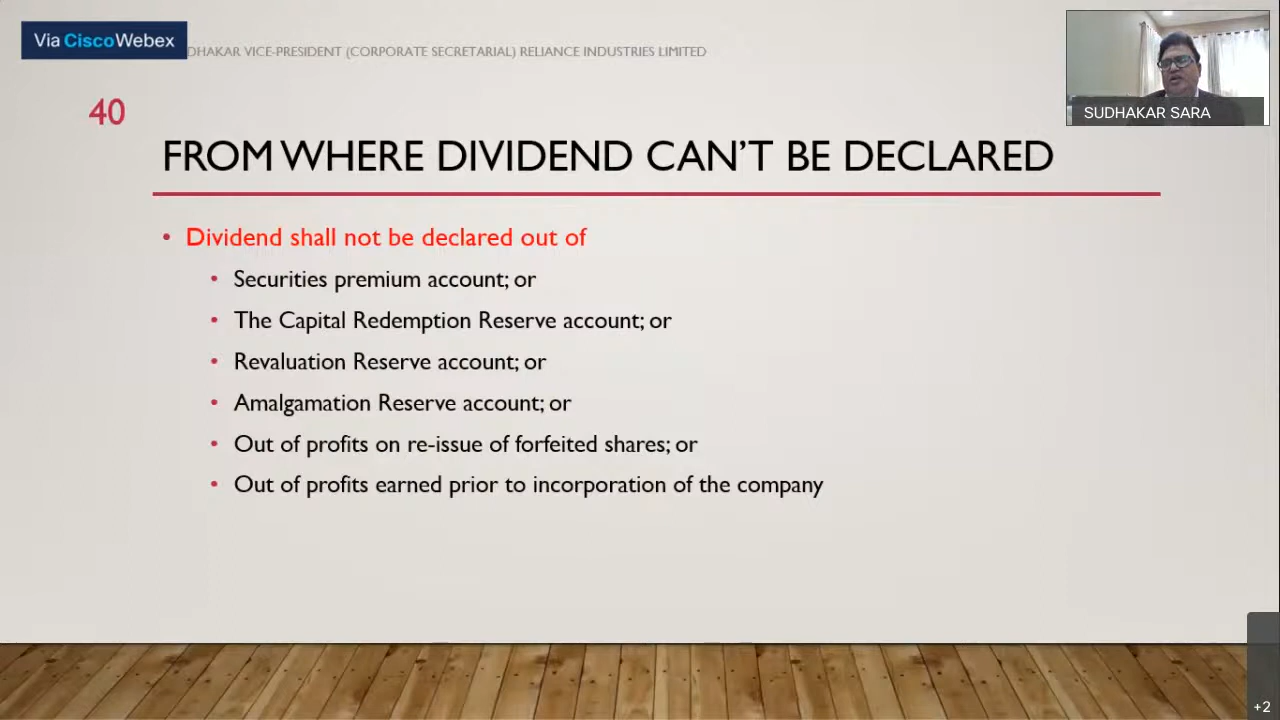 Via Cisco Webex
DHAKAR VICE-PRESIDENT (CORPORATE SECRETARIAL) RELIANCE INDUSTRIES LIMITED
SUDHAKAR SARA
40
FROM WHERE DIVIDEND CAN'T BE DECLARED
• Dividend shall not be declared out of
• Securities premium account; or
• The Capital Redemption Reserve account; or
• Revaluation Reserve account; or
• Amalgamation Reserve account; or
• Out of profits on re-issue of forfeited shares; or
• Out of profits earned prior to incorporation of the company
+2